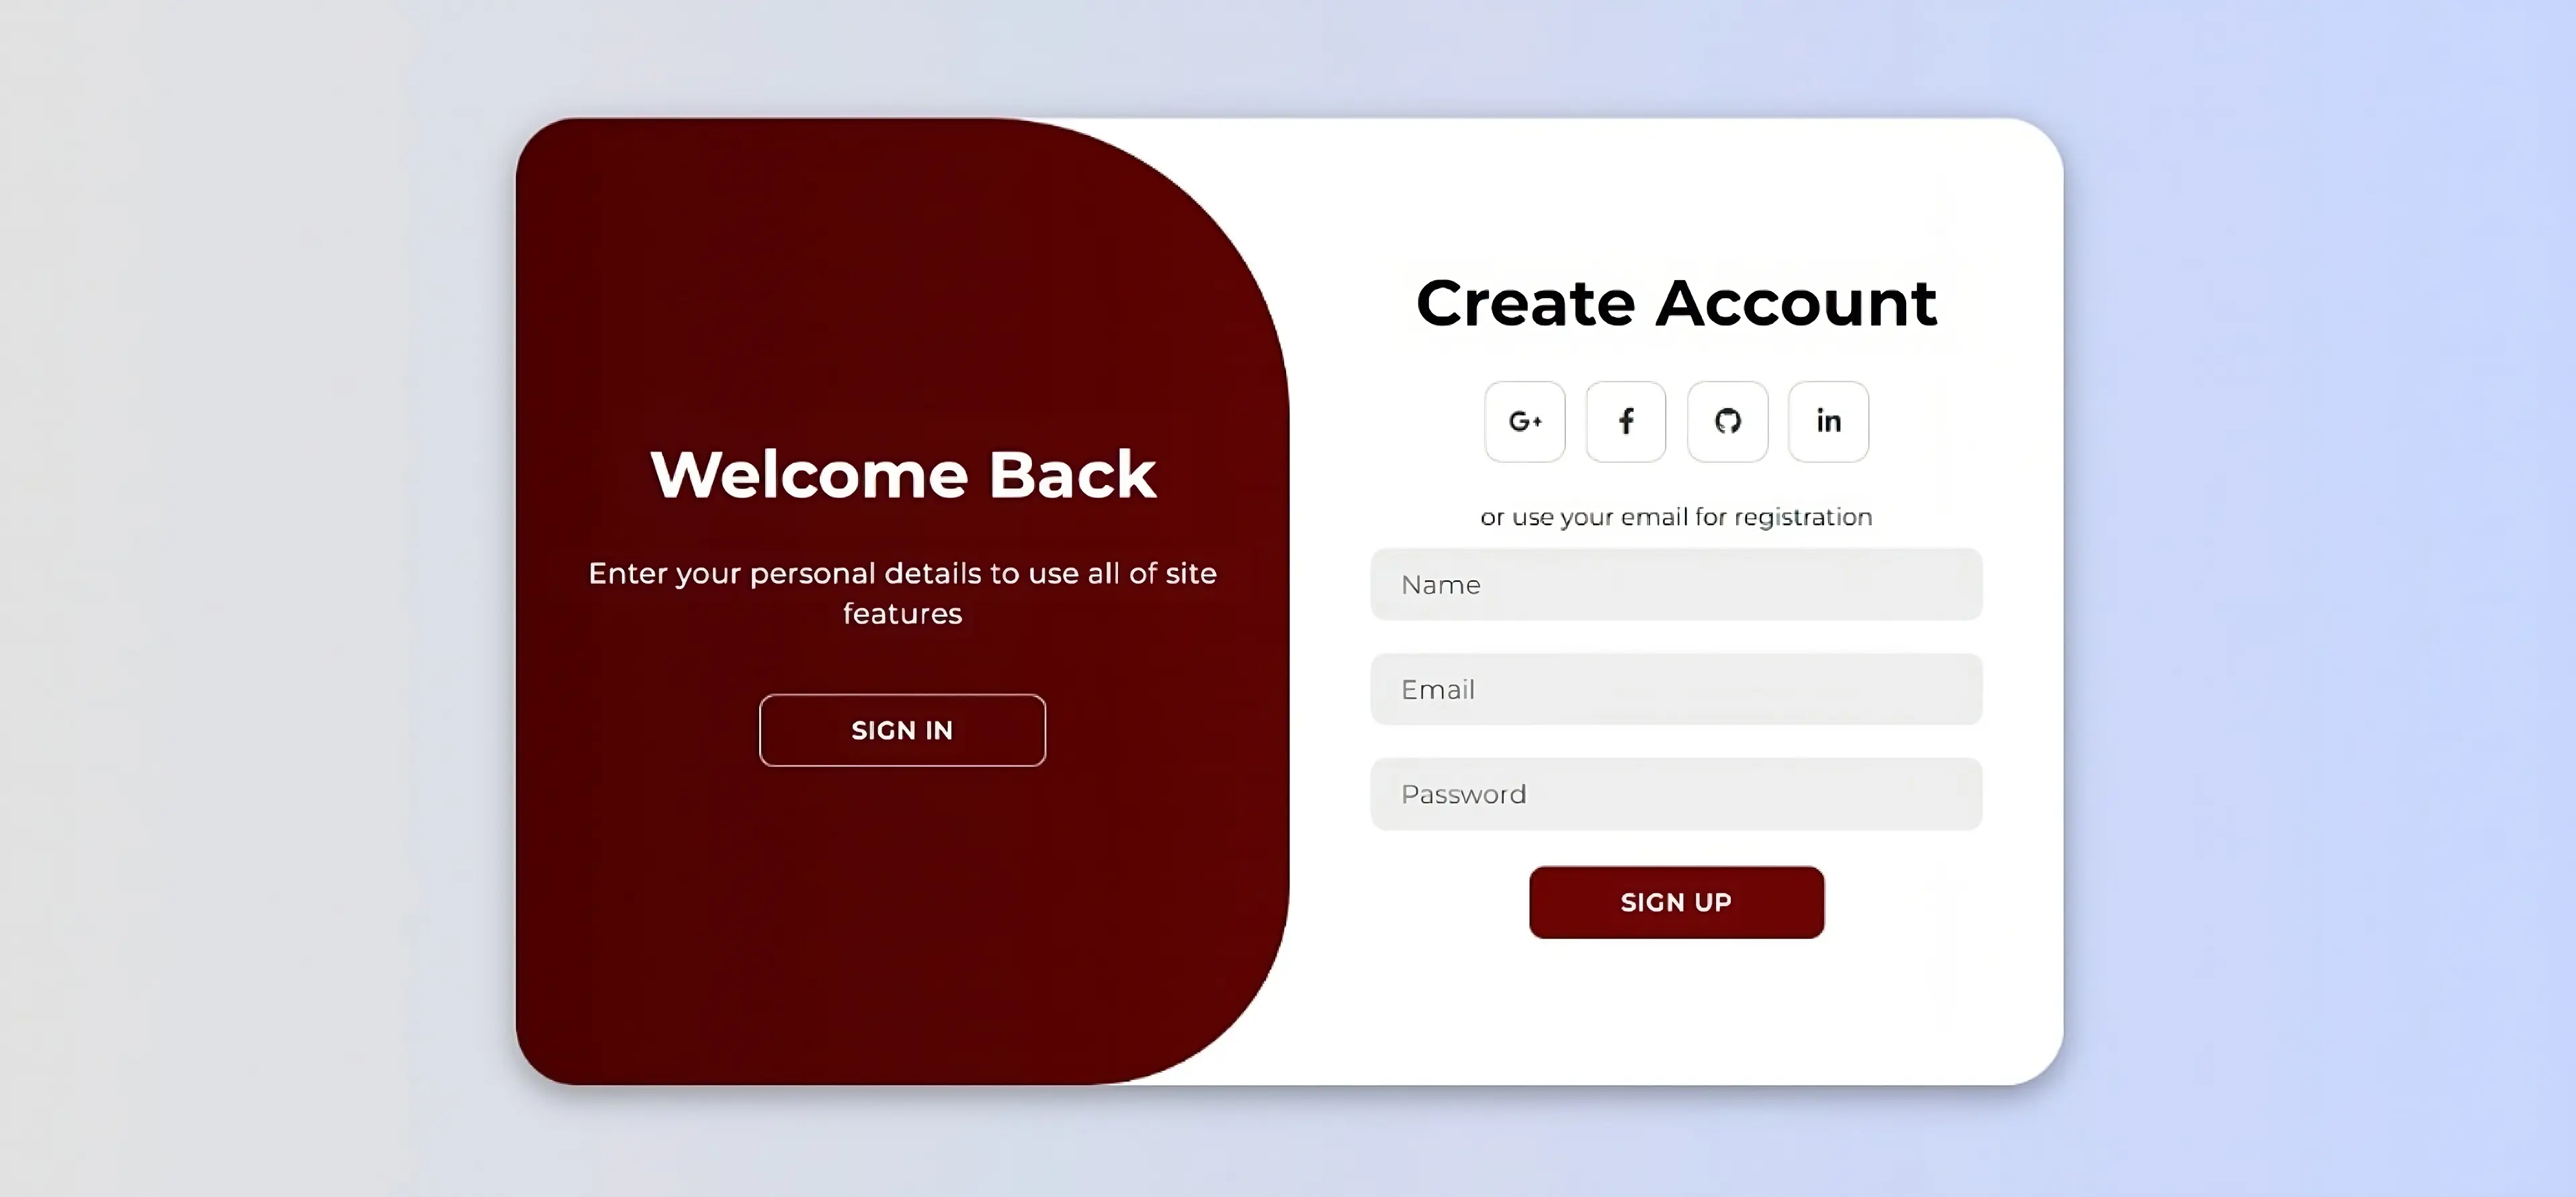 Welcome Back
Enter your personal details to use all of site
features
SIGN IN
Create Account
G+
f
in
or use your email for registration
Name
Email
Password
SIGN UP